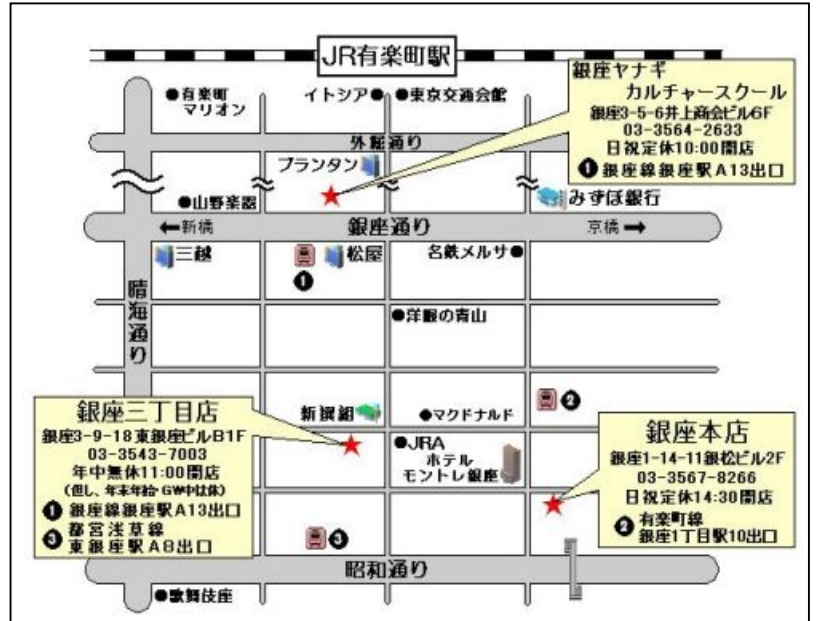 JR有楽町駅
●有楽町
マリオン
イトシア●
●東京交通会館
銀座ヤナギ
カルチャースクール
銀座3-5-6井上商会ビル6F
03-3564-2633
日祝定休10:00開店
❶銀座線銀座駅A13出口
外堀通り
プランタン
●山野楽器
みずほ銀行
←新橋
銀座通り
京橋→
三越
松屋
名鉄メルサ●
❶
晴海通り
●洋服の青山
❷
新撰組
●マクドナルド
銀座三丁目店
銀座3-9-18東銀座ビルB1F
03-3543-7003
年中無休11:00開店
(但し、年末年始・GW中は休)
❶銀座線銀座駅A13出口
❸都営浅草線
東銀座駅A8出口
●JRA
ホテル
モントレ銀座
銀座本店
銀座1-14-11銀松ビル2F
03-3567-8266
日祝定休14:30開店
❷有楽町線
銀座1丁目駅10出口
❸
昭和通り
●歌舞伎座